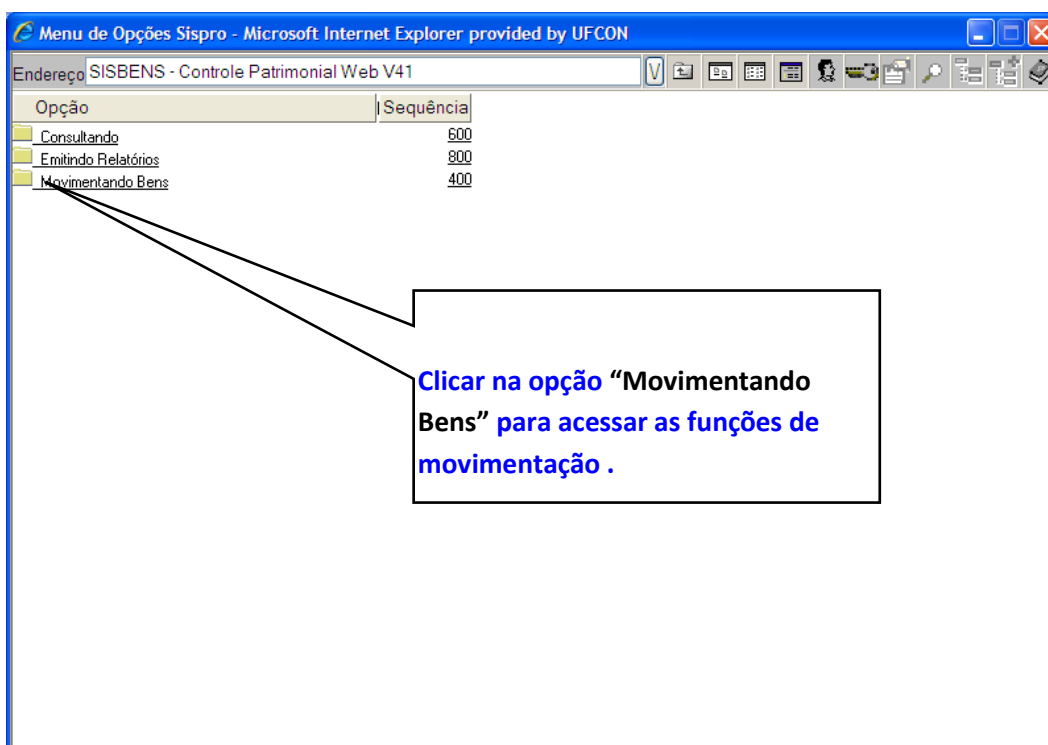 Menu de Opções Sispro - Microsoft Internet Explorer provided by UFCON
Endereço SISBENS - Controle Patrimonial Web V41 V
Opção Sequência
Consultando 600
Emitindo Relatórios 800
Movimentando Bens 400
Clicar na opção “Movimentando
Bens” para acessar as funções de
movimentação .